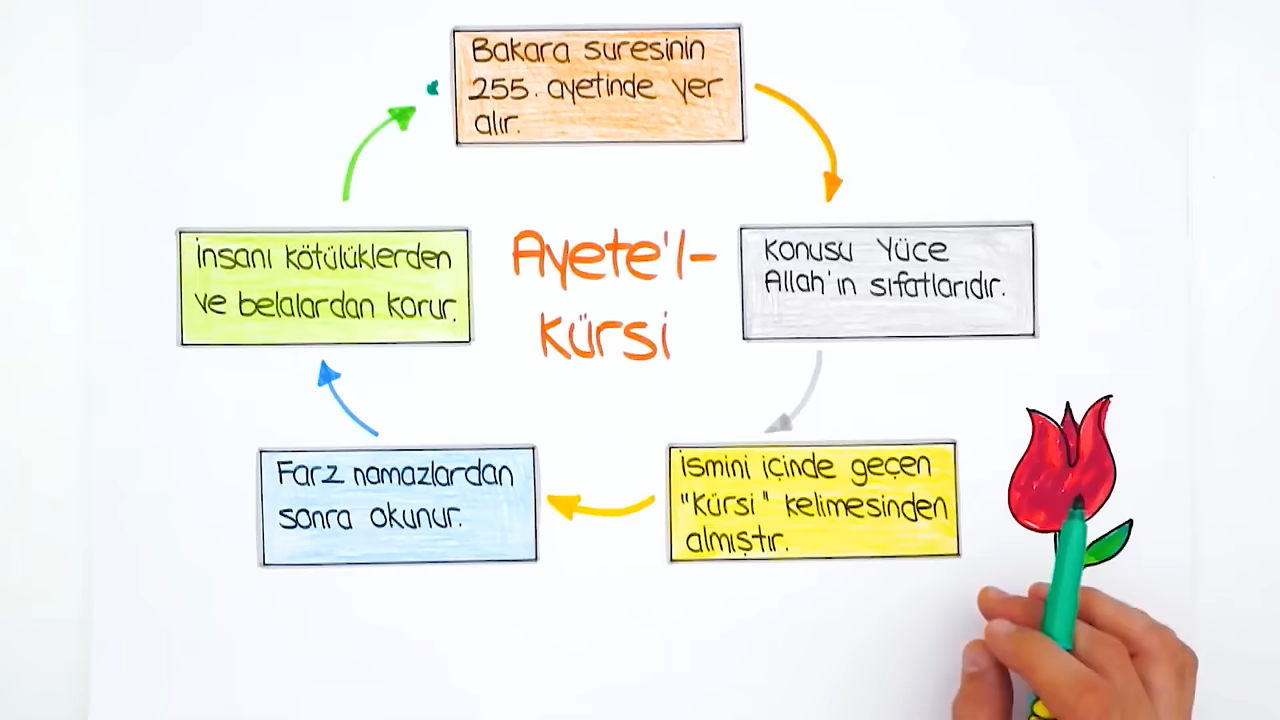 Bakara suresinin
255. ayetinde yer
alır.
Ayete'l-
Kürsi
Konusu Yüce
Allah'ın sıfatlarıdır.
İsmini içinde geçen
"Kürsi" kelimesinden
almıştır.
Farz namazlardan
sonra okunur.
İnsanı kötülüklerden
ve belalardan korur.